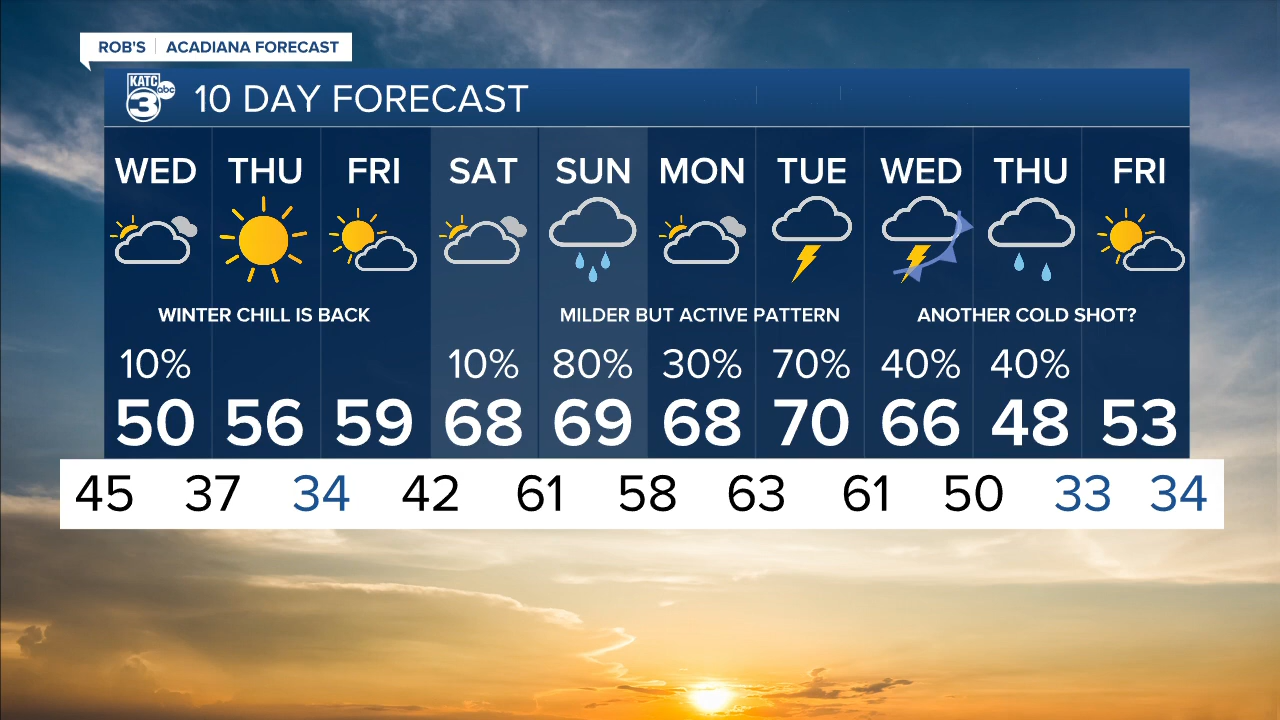 ROB'S ACADIANA FORECAST
KATC abc 3 10 DAY FORECAST
WED THU FRI SAT SUN MON TUE WED THU FRI
WINTER CHILL IS BACK MILDER BUT ACTIVE PATTERN ANOTHER COLD SHOT?
10% 10% 80% 30% 70% 40% 40%
50 56 59 68 69 68 70 66 48 53
45 37 34 42 61 58 63 61 50 33 34